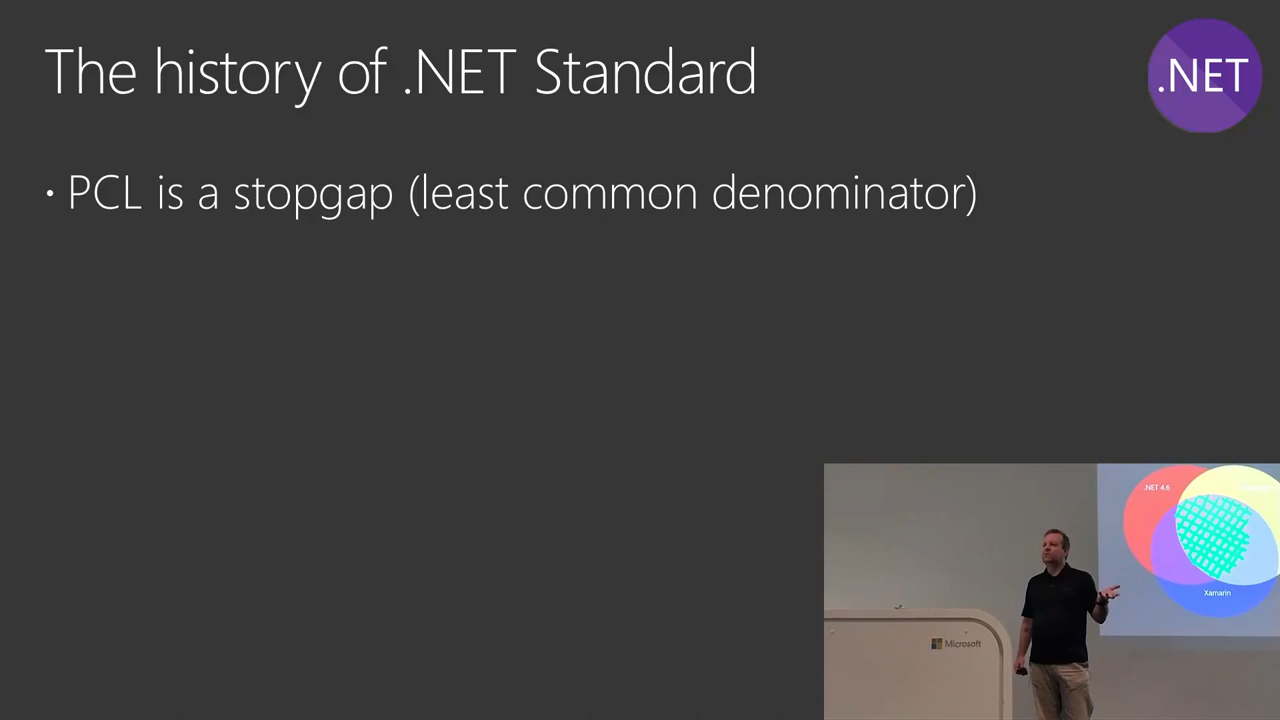 The history of .NET Standard
.NET
• PCL is a stopgap (least common denominator)
.NET 4.6
Xamarin
Microsoft